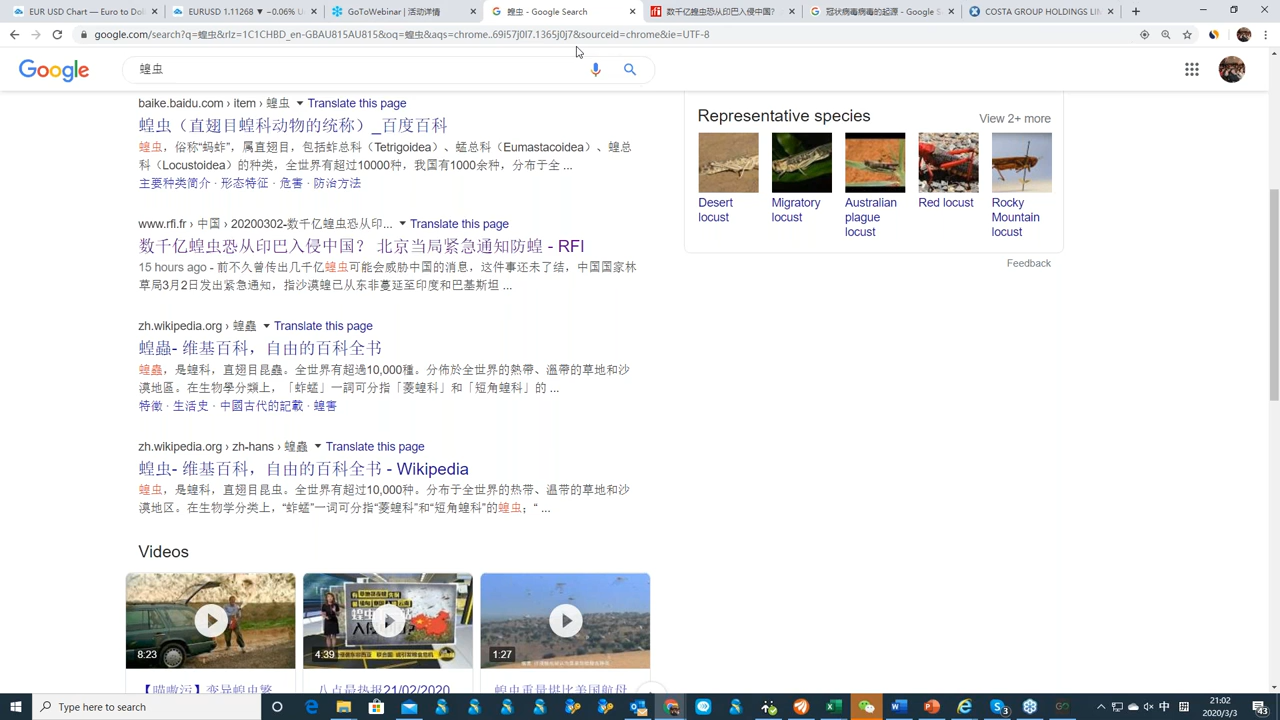 EUR USD Chart — Euro to Dol
EURUSD 1.11268 ▼ −0.06% U
GoToWebinar | 活动详情
蝗虫 - Google Search
数千亿蝗虫恐从印巴入侵中国?
冠状病毒病毒的起源 - Google S
COSTA GROUP HOLDINGS LIM
google.com/search?q=蝗虫&rlz=1C1CHBD_en-GBAU815AU815&oq=蝗虫&aqs=chrome..69i57j0l7.1365j0j7&sourceid=chrome&ie=UTF-8
Google
蝗虫
baike.baidu.com › item › 蝗虫 ▼ Translate this page
蝗虫（直翅目蝗科动物的统称）_百度百科
蝗虫，俗称“蚂蚱”，属直翅目，包括蚱总科（Tetrigoidea）、蜢总科（Eumastacoidea）、蝗总
科（Locustoidea）的种类，全世界有超过10000种，我国有1000余种，分布于全 ...
主要种类简介 · 形态特征 · 危害 · 防治方法
www.rfi.fr › 中国 › 20200302-数千亿蝗虫恐从印... ▼ Translate this page
数千亿蝗虫恐从印巴入侵中国？ 北京当局紧急通知防蝗 - RFI
15 hours ago - 前不久曾传出几千亿蝗虫可能会威胁中国的消息，这件事还未了结，中国国家林
草局3月2日发出紧急通知，指沙漠蝗已从东非蔓延至印度和巴基斯坦 ...
zh.wikipedia.org › 蝗蟲 ▼ Translate this page
蝗蟲- 维基百科，自由的百科全书
蝗蟲，是蝗科，直翅目昆蟲。全世界有超過10,000種。分佈於全世界的熱帶、溫帶的草地和沙
漠地區。在生物學分類上，「蚱蜢」一詞可分指「菱蝗科」和「短角蝗科」的 ...
特徵 · 生活史 · 中國古代的記載 · 蝗害
zh.wikipedia.org › zh-hans › 蝗蟲 ▼ Translate this page
蝗虫- 维基百科，自由的百科全书 - Wikipedia
蝗虫，是蝗科，直翅目昆虫。全世界有超过10,000种。分布于全世界的热带、温带的草地和沙
漠地区。在生物学分类上，“蚱蜢”一词可分指“菱蝗科”和“短角蝗科”的蝗虫；“ ...
Videos
8:23
4:39
1:27
八点最热报21/02/2020
Representative species
View 2+ more
Desert locust
Migratory locust
Australian plague locust
Red locust
Rocky Mountain locust
Feedback
Type here to search
中
拼
21:02
2020/3/3